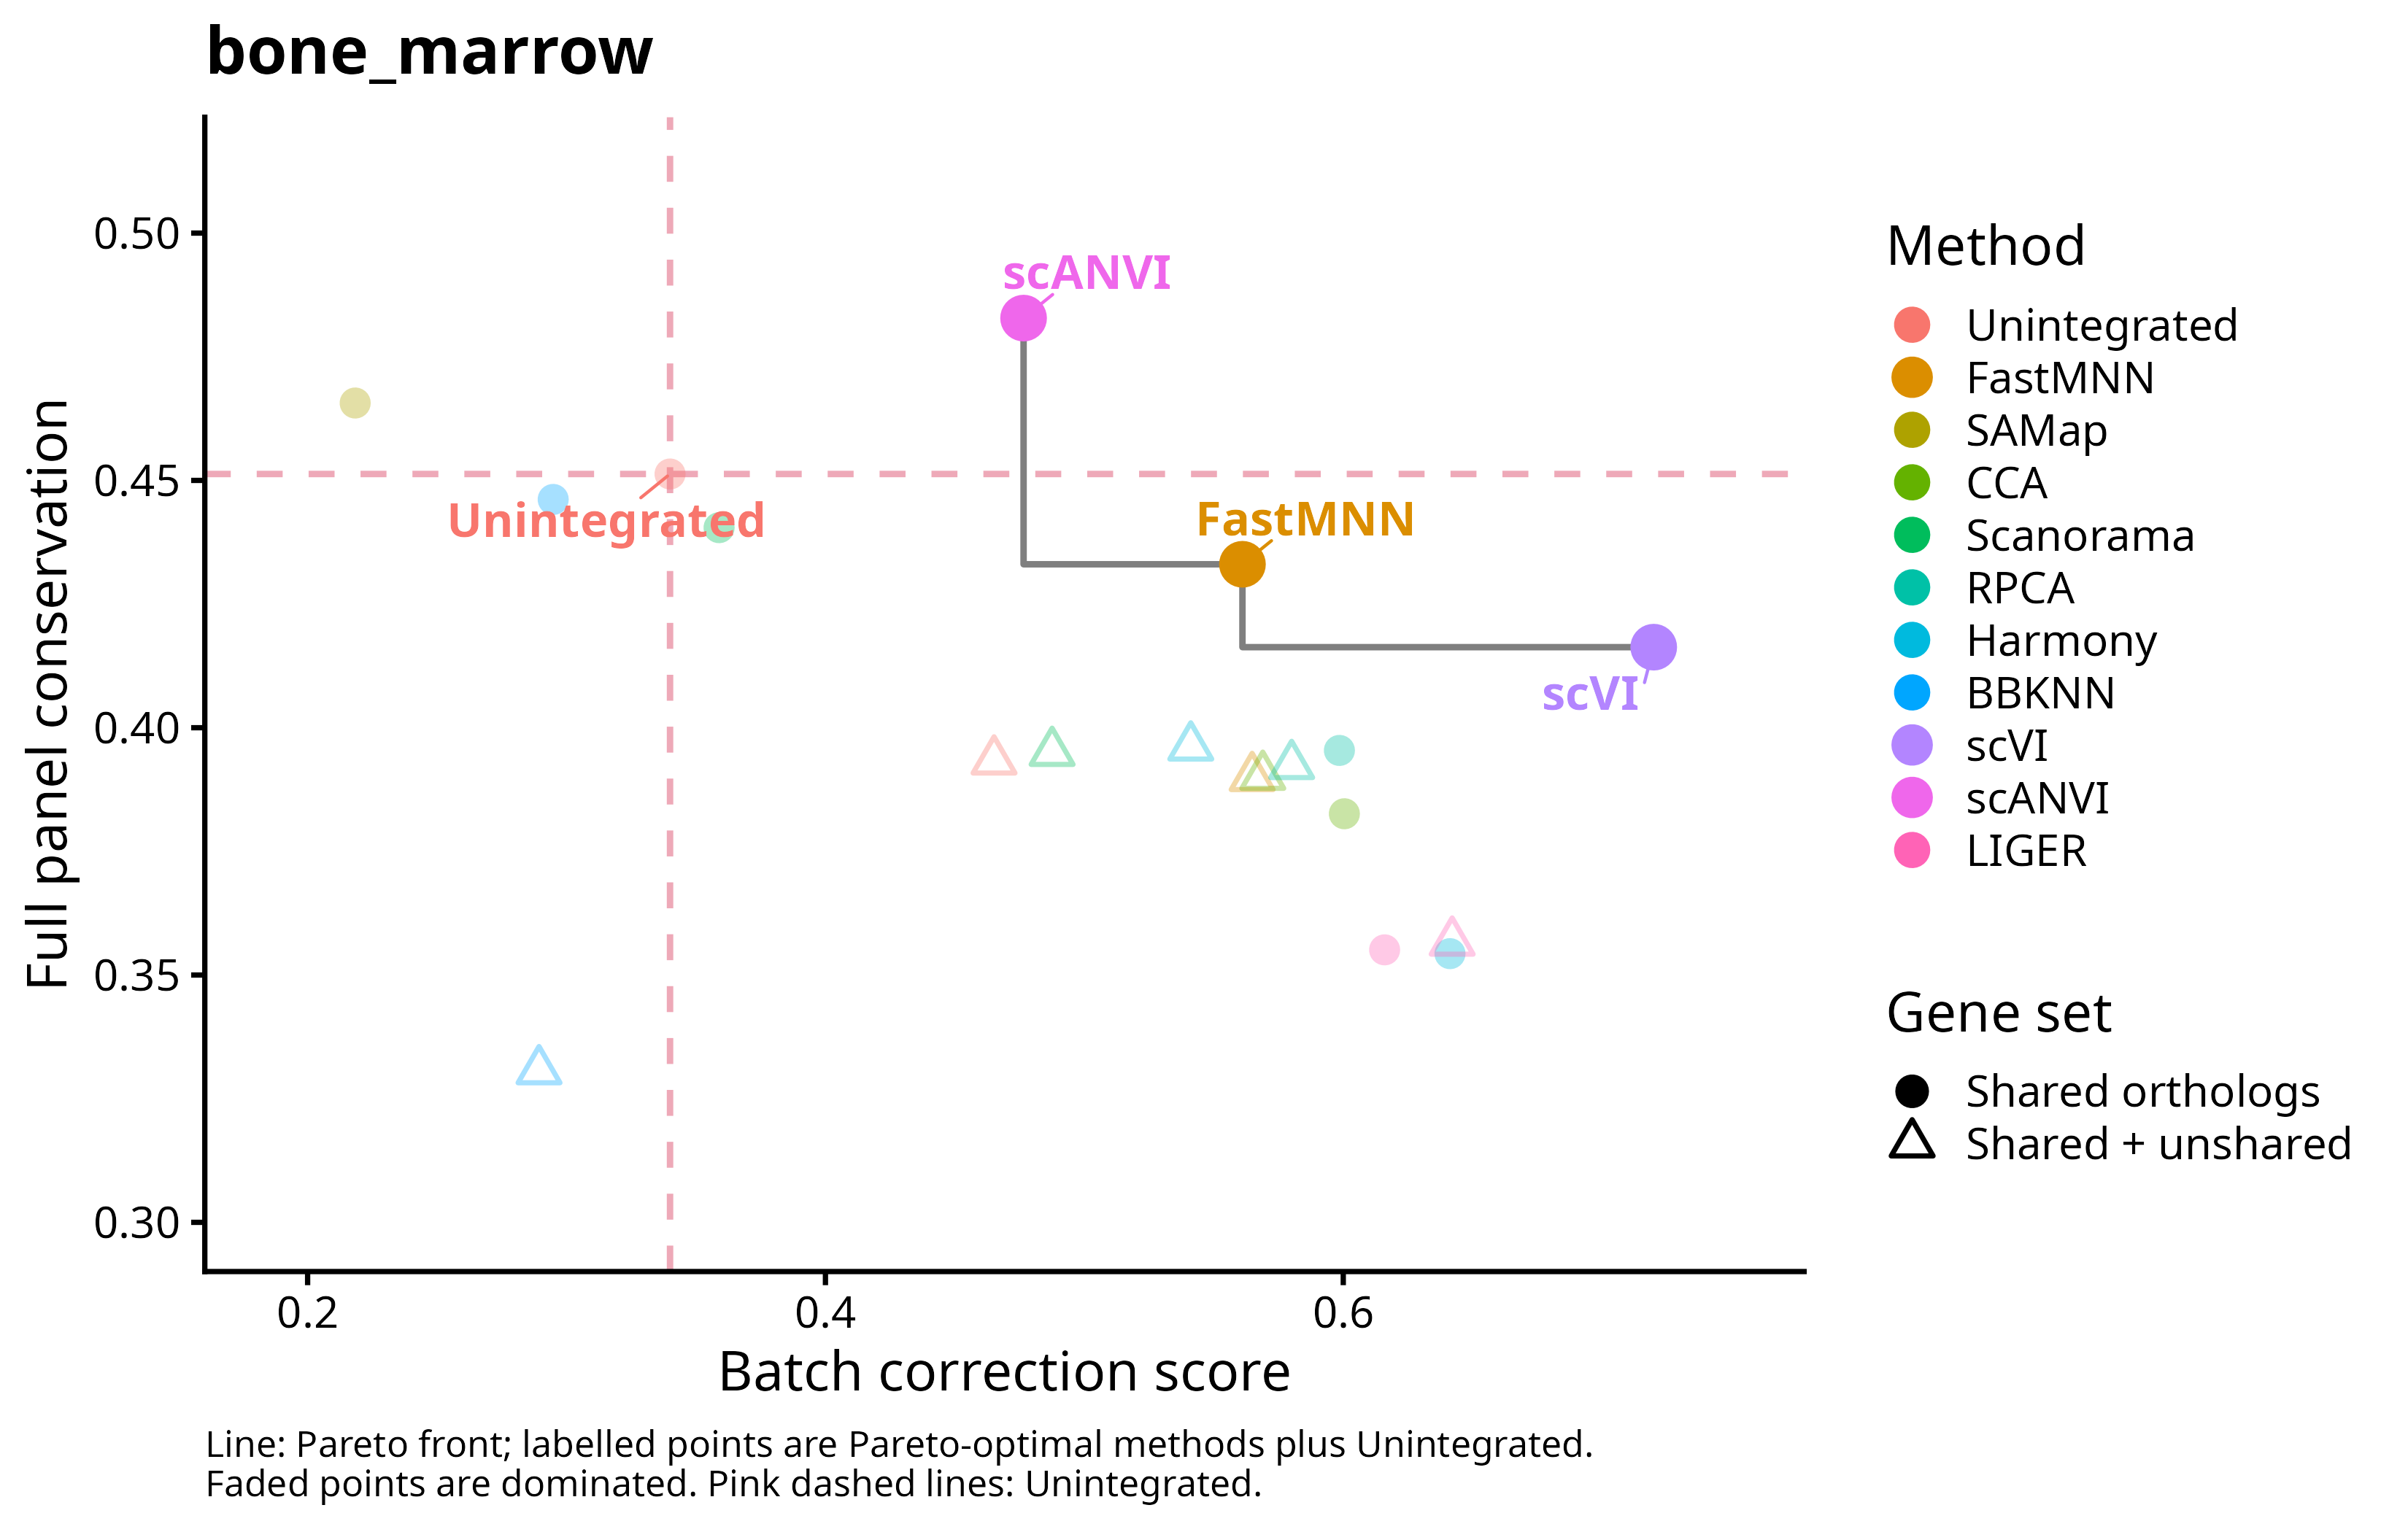 bone_marrow
Full panel conservation
0.50
0.45
0.40
0.35
0.30
scANVI
Unintegrated
FastMNN
scVI
0.2
0.4
0.6
Batch correction score
Line: Pareto front; labelled points are Pareto-optimal methods plus Unintegrated.
Faded points are dominated. Pink dashed lines: Unintegrated.
Method
Unintegrated
FastMNN
SAMap
CCA
Scanorama
RPCA
Harmony
BBKNN
scVI
scANVI
LIGER
Gene set
Shared orthologs
Shared + unshared